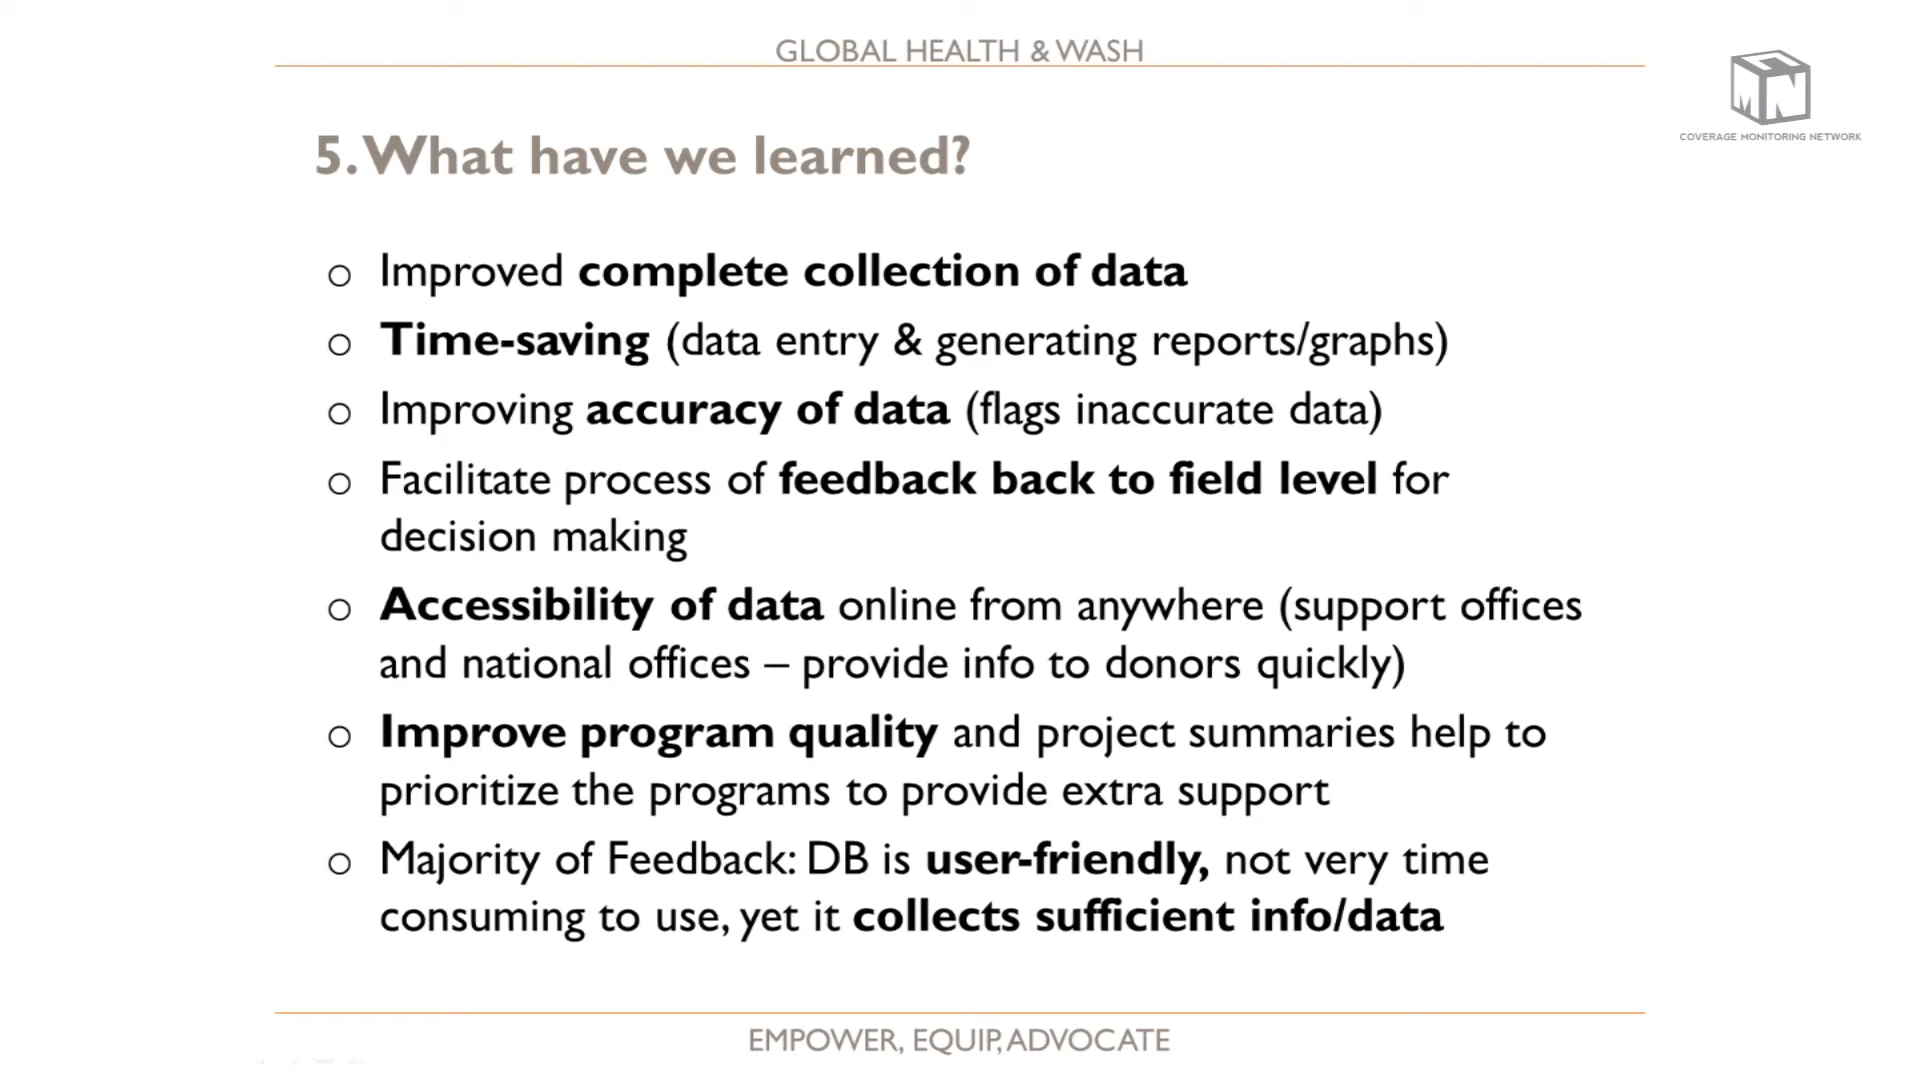 GLOBAL HEALTH & WASH
COVERAGE MONITORING NETWORK
5. What have we learned?
o Improved complete collection of data
o Time-saving (data entry & generating reports/graphs)
o Improving accuracy of data (flags inaccurate data)
o Facilitate process of feedback back to field level for
decision making
o Accessibility of data online from anywhere (support offices
and national offices – provide info to donors quickly)
o Improve program quality and project summaries help to
prioritize the programs to provide extra support
o Majority of Feedback: DB is user-friendly, not very time
consuming to use, yet it collects sufficient info/data
EMPOWER, EQUIP, ADVOCATE